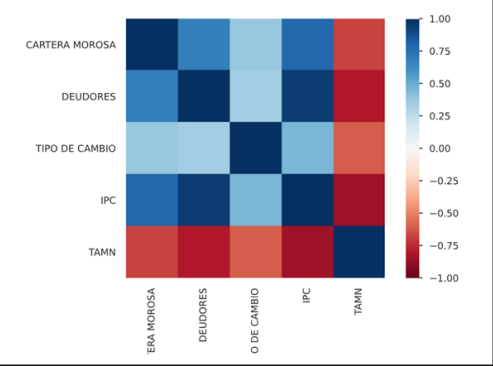 CARTERA MOROSA
DEUDORES
TIPO DE CAMBIO
IPC
TAMN
1.00
0.75
0.50
0.25
0.00
−0.25
−0.50
−0.75
−1.00
ERA MOROSA
DEUDORES
O DE CAMBIO
IPC
TAMN